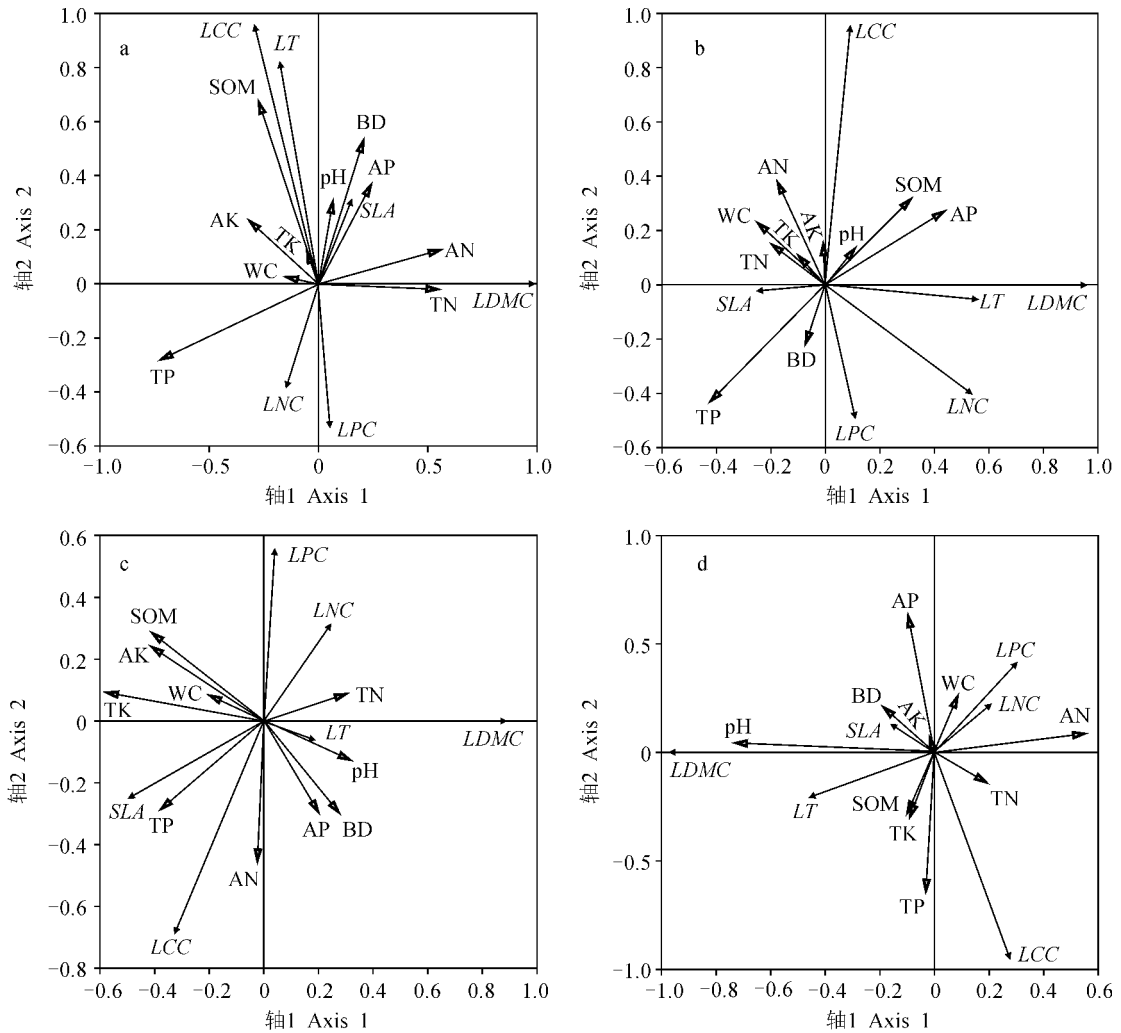 a
1.0
0.8
0.6
0.4
0.2
0
−0.2
−0.4
−0.6
−1.0 −0.5 0 0.5 1.0
轴1 Axis 1
轴2 Axis 2
LCC
LT
SOM
BD
AP
pH
SLA
AK
TK
AN
WC
TN
LDMC
TP
LNC
LPC
b
1.0
0.8
0.6
0.4
0.2
0
−0.2
−0.4
−0.6
−0.6 −0.4 −0.2 0 0.2 0.4 0.6 0.8 1.0
轴1 Axis 1
轴2 Axis 2
LCC
AN
SOM
WC
AK
AP
TK
pH
TN
SLA
LT
LDMC
BD
LNC
TP
LPC
c
0.6
0.4
0.2
0
−0.2
−0.4
−0.6
−0.8
−0.6 −0.4 −0.2 0 0.2 0.4 0.6 0.8 1.0
轴1 Axis 1
轴2 Axis 2
LPC
SOM
LNC
AK
WC
TN
TK
LT
LDMC
pH
SLA
TP
AP
BD
AN
LCC
d
1.0
0.5
0
−0.5
−1.0
−1.0 −0.8 −0.6 −0.4 −0.2 0 0.2 0.4 0.6
轴1 Axis 1
轴2 Axis 2
AP
LPC
WC
BD
AK
LNC
AN
pH
SLA
LDMC
LT
SOM
TN
TK
TP
LCC